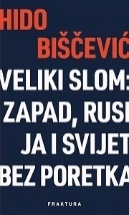 HIDO
BIŠČEVIĆ
VELIKI SLOM:
ZAPAD, RUSI
JA I SVIJET
BEZ PORETKA
FRAKTURA